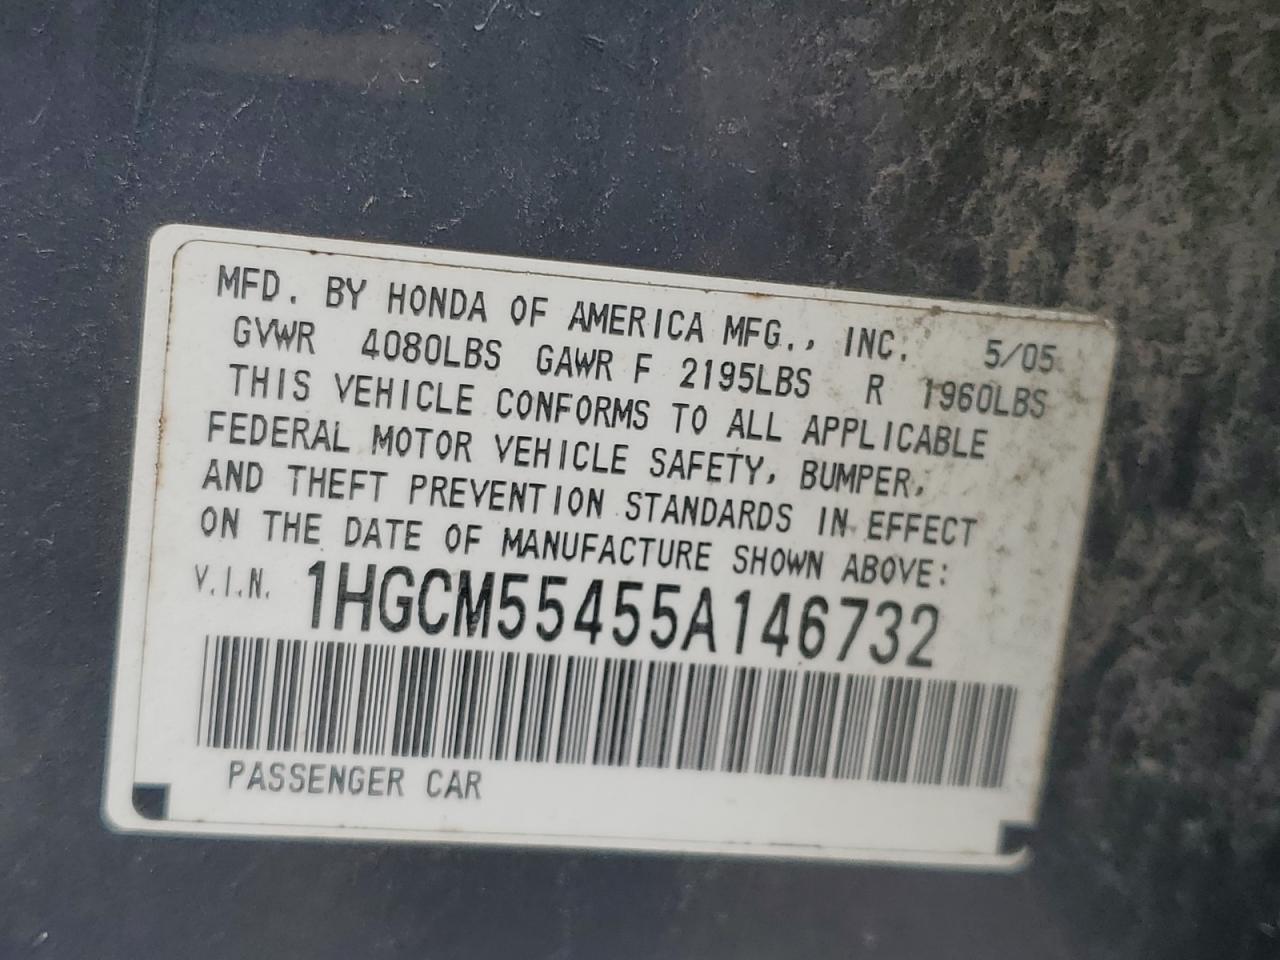 MFD. BY HONDA OF AMERICA MFG., INC. 5/05
GVWR 4080LBS GAWR F 2195LBS R 1960LBS
THIS VEHICLE CONFORMS TO ALL APPLICABLE
FEDERAL MOTOR VEHICLE SAFETY, BUMPER,
AND THEFT PREVENTION STANDARDS IN EFFECT
ON THE DATE OF MANUFACTURE SHOWN ABOVE:
V.I.N. 1HGCM55455A146732
PASSENGER CAR